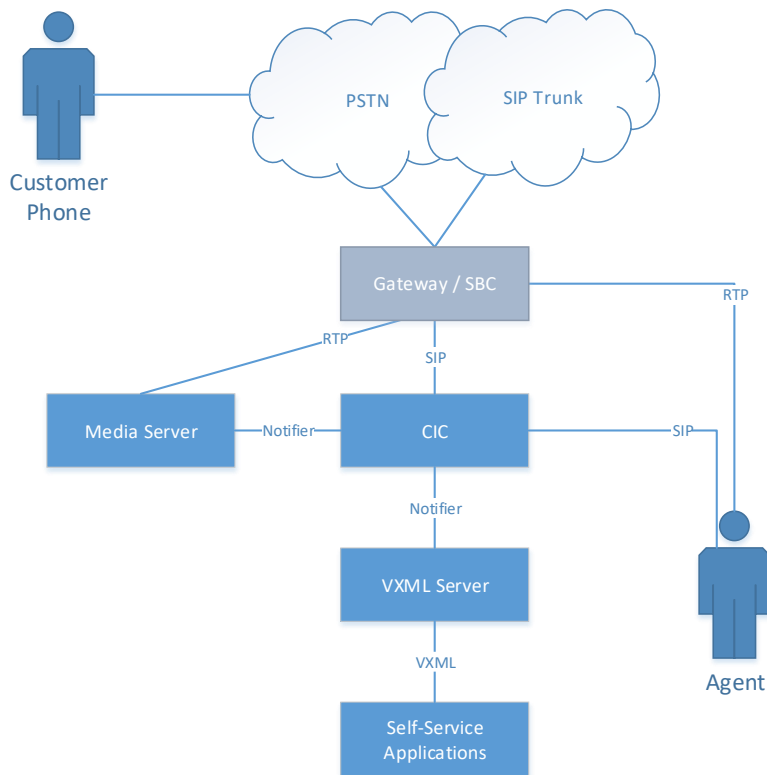 PSTN
SIP Trunk
Customer
Phone
Gateway / SBC
RTP
RTP
SIP
Media Server
Notifier
CIC
SIP
Notifier
VXML Server
VXML
Agent
Self-Service
Applications